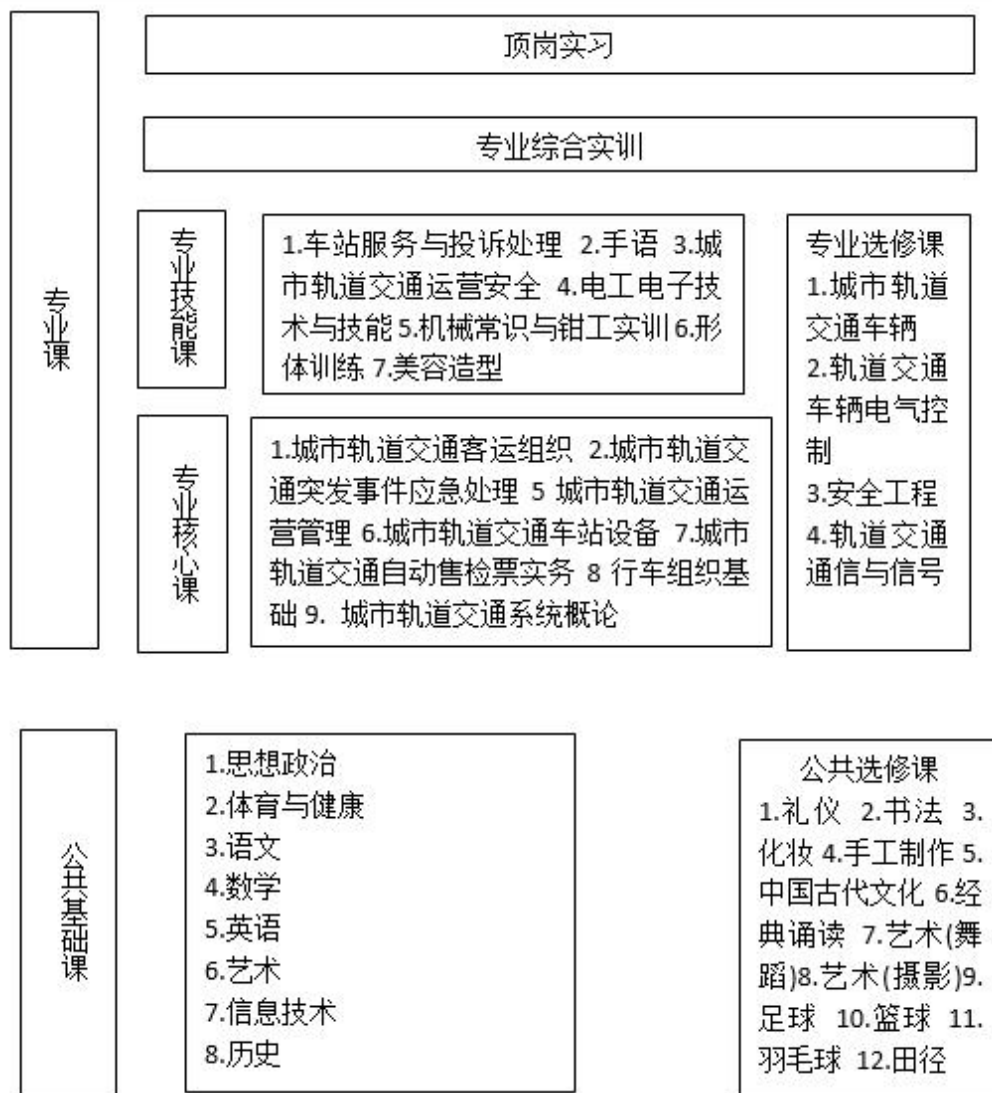 顶岗实习
专业综合实训
专业课
专业技能课
1.车站服务与投诉处理 2.手语 3.城
市轨道交通运营安全 4.电工电子技
术与技能5.机械常识与钳工实训6.形
体训练 7.美容造型
专业核心课
1.城市轨道交通客运组织 2.城市轨道交
通突发事件应急处理 5 城市轨道交通运
营管理 6.城市轨道交通车站设备 7.城市
轨道交通自动售检票实务 8 行车组织基
础9. 城市轨道交通系统概论
专业选修课
1.城市轨道
交通车辆
2.轨道交通
车辆电气控
制
3.安全工程
4.轨道交通
通信与信号
公共基础课
1.思想政治
2.体育与健康
3.语文
4.数学
5.英语
6.艺术
7.信息技术
8.历史
公共选修课
1.礼仪 2.书法 3.
化妆 4.手工制作 5.
中国古代文化 6.经
典诵读 7.艺术(舞
蹈)8.艺术(摄影)9.
足球 10.篮球 11.
羽毛球 12.田径